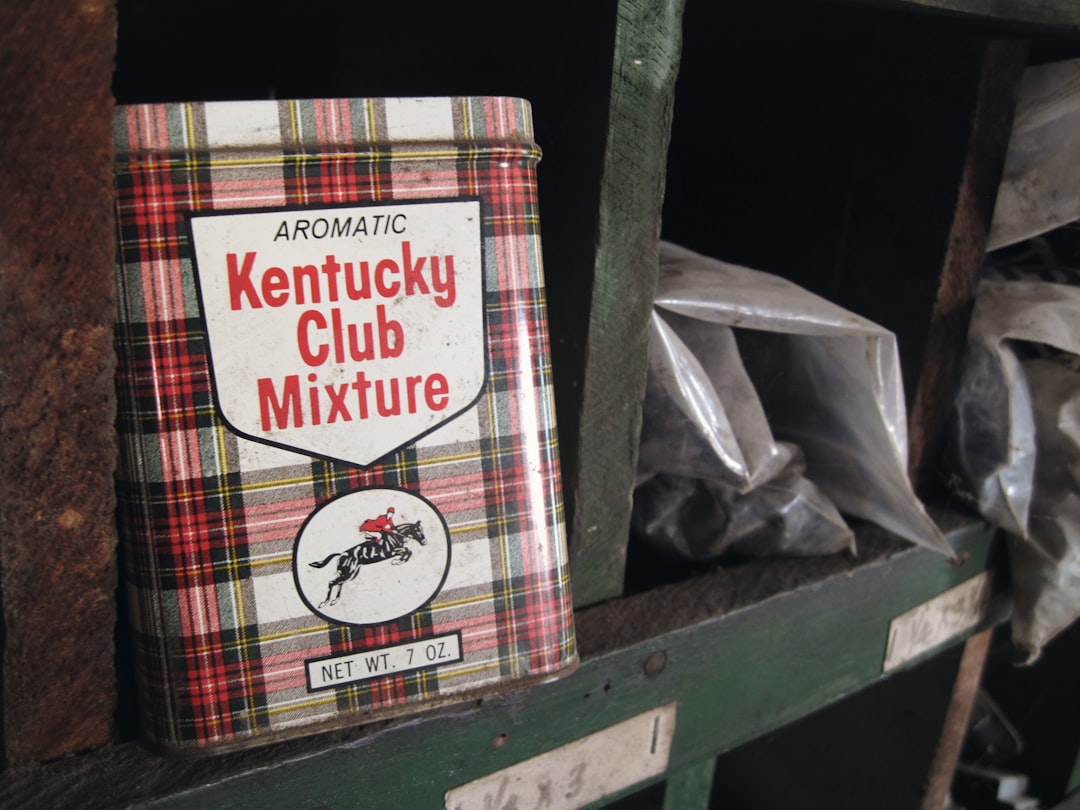 AROMATIC
Kentucky
Club
Mixture
NET WT. 7 OZ.